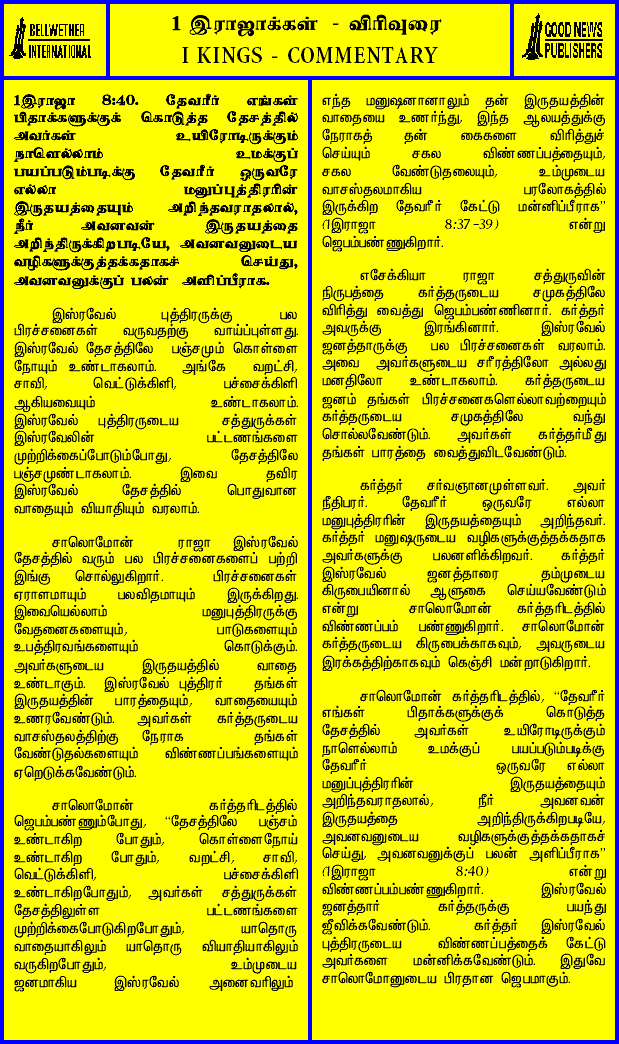 BELLWETHER
INTERNATIONAL
1 இராஜாக்கள் - விரிவுரை
I KINGS - COMMENTARY
GOOD NEWS
PUBLISHERS
1இராஜா 8:40. தேவரீர் எங்கள்
பிதாக்களுக்குக் கொடுத்த தேசத்தில்
அவர்கள் உயிரோடிருக்கும்
நாளெல்லாம் உமக்குப்
பயப்படும்படிக்கு தேவரீர் ஒருவரே
எல்லா மனுப்புத்திரரின்
இருதயத்தையும் அறிந்தவராதலால்,
நீர் அவனவன் இருதயத்தை
அறிந்திருக்கிறபடியே, அவனவனுடைய
வழிகளுக்குத்தக்கதாகச் செய்து,
அவனவனுக்குப் பலன் அளிப்பீராக.
இஸ்ரவேல் புத்திரருக்கு பல
பிரச்சனைகள் வருவதற்கு வாய்ப்புள்ளது.
இஸ்ரவேல் தேசத்திலே பஞ்சமும் கொள்ளை
நோயும் உண்டாகலாம். அங்கே வறட்சி,
சாவி, வெட்டுக்கிளி, பச்சைக்கிளி
ஆகியவையும் உண்டாகலாம்.
இஸ்ரவேல் புத்திரருடைய சத்துருக்கள்
இஸ்ரவேலின் பட்டணங்களை
முற்றிக்கைப்போடும்போது, தேசத்திலே
பஞ்சமுண்டாகலாம். இவை தவிர
இஸ்ரவேல் தேசத்தில் பொதுவான
வாதையும் வியாதியும் வரலாம்.
சாலொமோன் ராஜா இஸ்ரவேல்
தேசத்தில் வரும் பல பிரச்சனைகளைப் பற்றி
இங்கு சொல்லுகிறார். பிரச்சனைகள்
ஏராளமாயும் பலவிதமாயும் இருக்கிறது.
இவையெல்லாம் மனுபுத்திரருக்கு
வேதனைகளையும், பாடுகளையும்
உபத்திரவங்களையும் கொடுக்கும்.
அவர்களுடைய இருதயத்தில் வாதை
உண்டாகும். இஸ்ரவேல் புத்திரர் தங்கள்
இருதயத்தின் பாரத்தையும், வாதையையும்
உணரவேண்டும். அவர்கள் கர்த்தருடைய
வாசஸ்தலத்திற்கு நேராக தங்கள்
வேண்டுதல்களையும் விண்ணப்பங்களையும்
ஏறெடுக்கவேண்டும்.
சாலொமோன் கர்த்தரிடத்தில்
ஜெபம்பண்ணும்போது, “தேசத்திலே பஞ்சம்
உண்டாகிற போதும், கொள்ளைநோய்
உண்டாகிற போதும், வறட்சி, சாவி,
வெட்டுக்கிளி, பச்சைக்கிளி
உண்டாகிறபோதும், அவர்கள் சத்துருக்கள்
தேசத்திலுள்ள பட்டணங்களை
முற்றிக்கைபோடுகிறபோதும், யாதொரு
வாதையாகிலும் யாதொரு வியாதியாகிலும்
வருகிறபோதும், உம்முடைய
ஜனமாகிய இஸ்ரவேல் அனைவரிலும்
எந்த மனுஷனானாலும் தன் இருதயத்தின்
வாதையை உணர்ந்து, இந்த ஆலயத்துக்கு
நேராகத் தன் கைகளை விரித்துச்
செய்யும் சகல விண்ணப்பத்தையும்,
சகல வேண்டுதலையும், உம்முடைய
வாசஸ்தலமாகிய பரலோகத்தில்
இருக்கிற தேவரீர் கேட்டு மன்னிப்பீராக”
(1இராஜா 8:37-39) என்று
ஜெபம்பண்ணுகிறார்.
எசேக்கியா ராஜா சத்துருவின்
நிருபத்தை கர்த்தருடைய சமுகத்திலே
விரித்து வைத்து ஜெபம்பண்ணினார். கர்த்தர்
அவருக்கு இரங்கினார். இஸ்ரவேல்
ஜனத்தாருக்கு பல பிரச்சனைகள் வரலாம்.
அவை அவர்களுடைய சரீரத்திலோ அல்லது
மனதிலோ உண்டாகலாம். கர்த்தருடைய
ஜனம் தங்கள் பிரச்சனைகளெல்லாவற்றையும்
கர்த்தருடைய சமுகத்திலே வந்து
சொல்லவேண்டும். அவர்கள் கர்த்தர்மீது
தங்கள் பாரத்தை வைத்துவிடவேண்டும்.
கர்த்தர் சர்வஞானமுள்ளவர். அவர்
நீதிபரர். தேவரீர் ஒருவரே எல்லா
மனுபுத்திரரின் இருதயத்தையும் அறிந்தவர்.
கர்த்தர் மனுஷருடைய வழிகளுக்குத்தக்கதாக
அவர்களுக்கு பலனளிக்கிறவர். கர்த்தர்
இஸ்ரவேல் ஜனத்தாரை தம்முடைய
கிருபையினால் ஆளுகை செய்யவேண்டும்
என்று சாலொமோன் கர்த்தரிடத்தில்
விண்ணப்பம் பண்ணுகிறார். சாலொமோன்
கர்த்தருடைய கிருபைக்காகவும், அவருடைய
இரக்கத்திற்காகவும் கெஞ்சி மன்றாடுகிறார்.
சாலொமோன் கர்த்தரிடத்தில், “தேவரீர்
எங்கள் பிதாக்களுக்குக் கொடுத்த
தேசத்தில் அவர்கள் உயிரோடிருக்கும்
நாளெல்லாம் உமக்குப் பயப்படும்படிக்கு
தேவரீர் ஒருவரே எல்லா
மனுப்புத்திரரின் இருதயத்தையும்
அறிந்தவராதலால், நீர் அவனவன்
இருதயத்தை அறிந்திருக்கிறபடியே,
அவனவனுடைய வழிகளுக்குத்தக்கதாகச்
செய்து, அவனவனுக்குப் பலன் அளிப்பீராக”
(1இராஜா 8:40) என்று
விண்ணப்பம்பண்ணுகிறார். இஸ்ரவேல்
ஜனத்தார் கர்த்தருக்கு பயந்து
ஜீவிக்கவேண்டும். கர்த்தர் இஸ்ரவேல்
புத்திரருடைய விண்ணப்பத்தைக் கேட்டு
அவர்களை மன்னிக்கவேண்டும். இதுவே
சாலொமோனுடைய பிரதான ஜெபமாகும்.